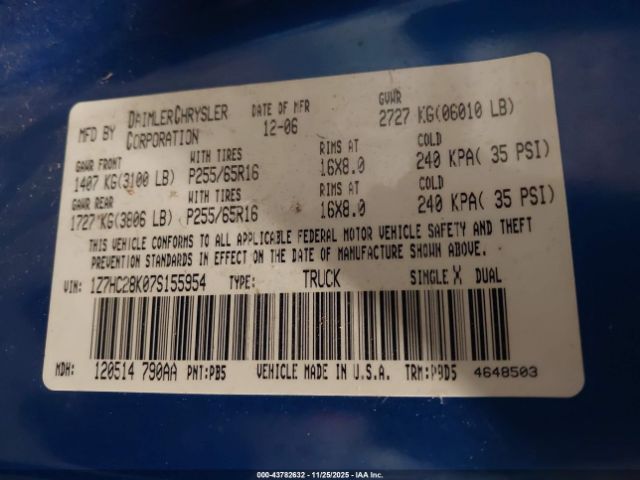 MFD BY DAIMLERCHRYSLER CORPORATION
DATE OF MFR 12-06
GVWR 2727 KG(06010 LB)
GAWR FRONT 1407 KG(3100 LB)
WITH TIRES P255/65R16
RIMS AT 16X8.0
COLD 240 KPA( 35 PSI)
GAWR REAR 1727 KG(3806 LB)
WITH TIRES P255/65R16
RIMS AT 16X8.0
COLD 240 KPA( 35 PSI)
THIS VEHICLE CONFORMS TO ALL APPLICABLE FEDERAL MOTOR VEHICLE SAFETY AND THEFT
PREVENTION STANDARDS IN EFFECT ON THE DATE OF MANUFACTURE SHOWN ABOVE.
VIN: 1Z7HC28K07S155954 TYPE: TRUCK SINGLE X DUAL
MDH: 120514 790AA PNT:PB5 VEHICLE MADE IN U.S.A. TRM:P9D5 4648503
000-43782632 - 11/25/2025 - © IAA Inc.